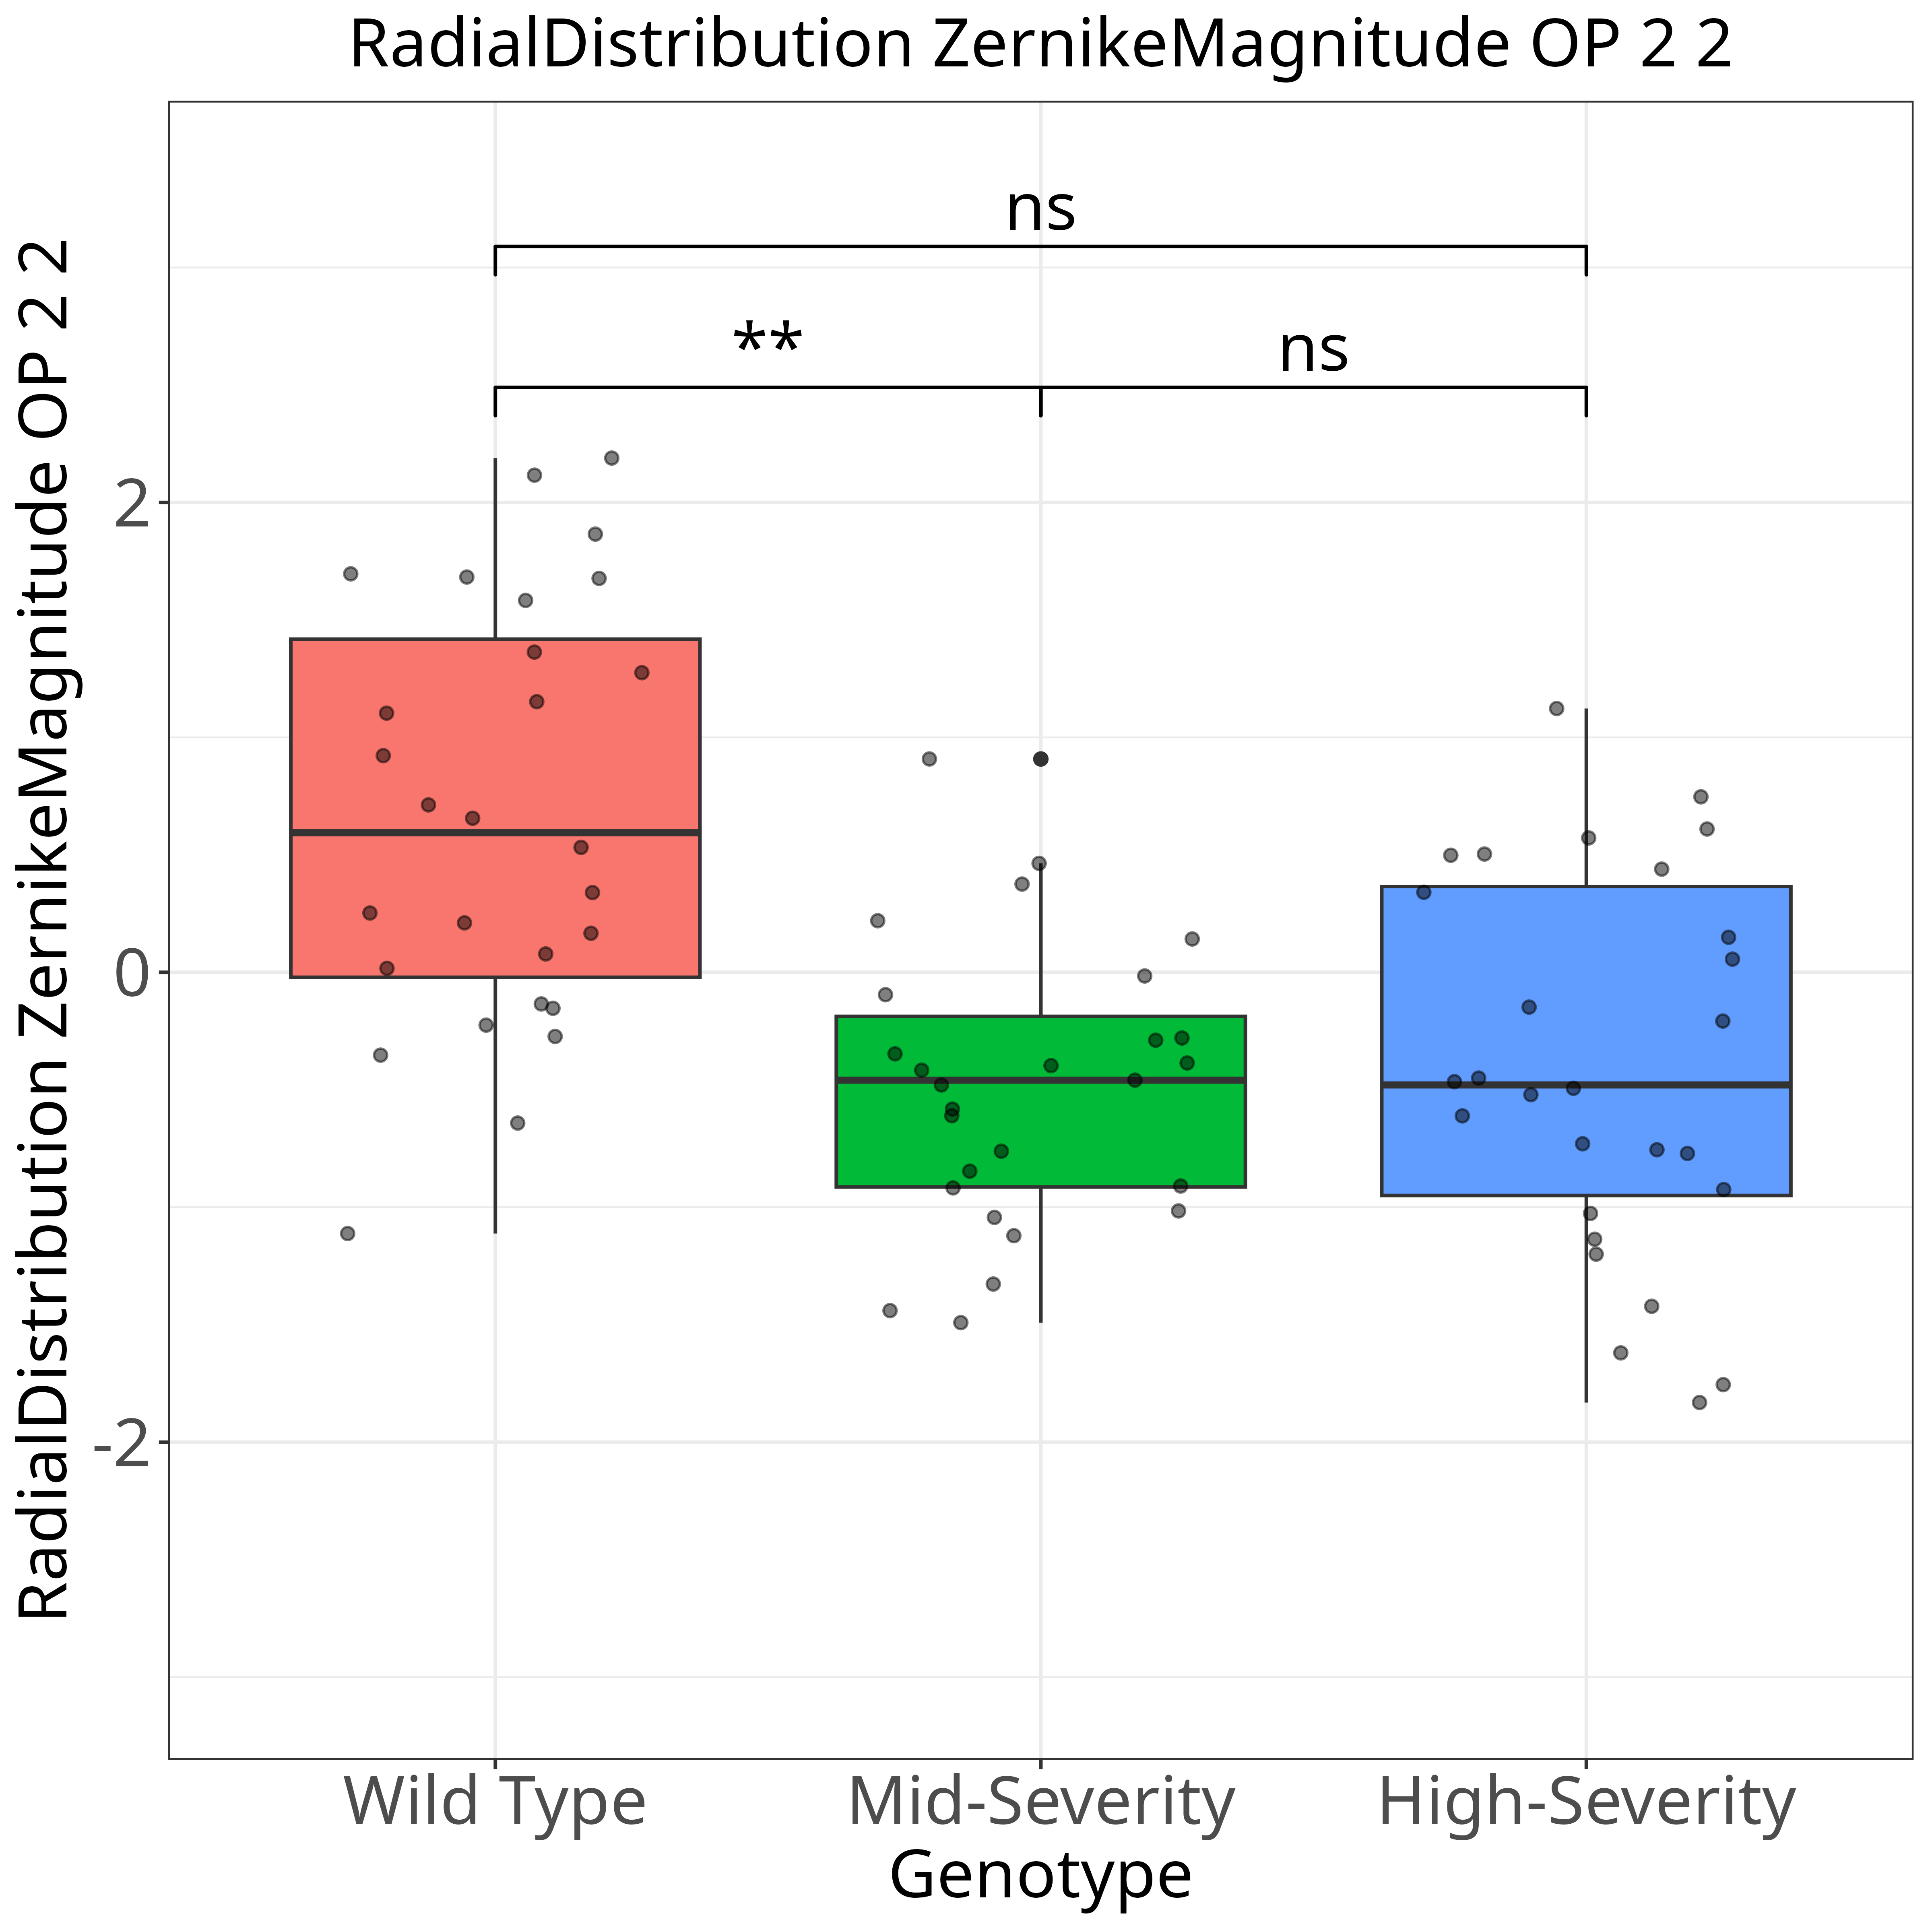 RadialDistribution ZernikeMagnitude OP 2 2
RadialDistribution ZernikeMagnitude OP 2 2
ns
**
ns
2
0
-2
Wild Type
Mid-Severity
High-Severity
Genotype